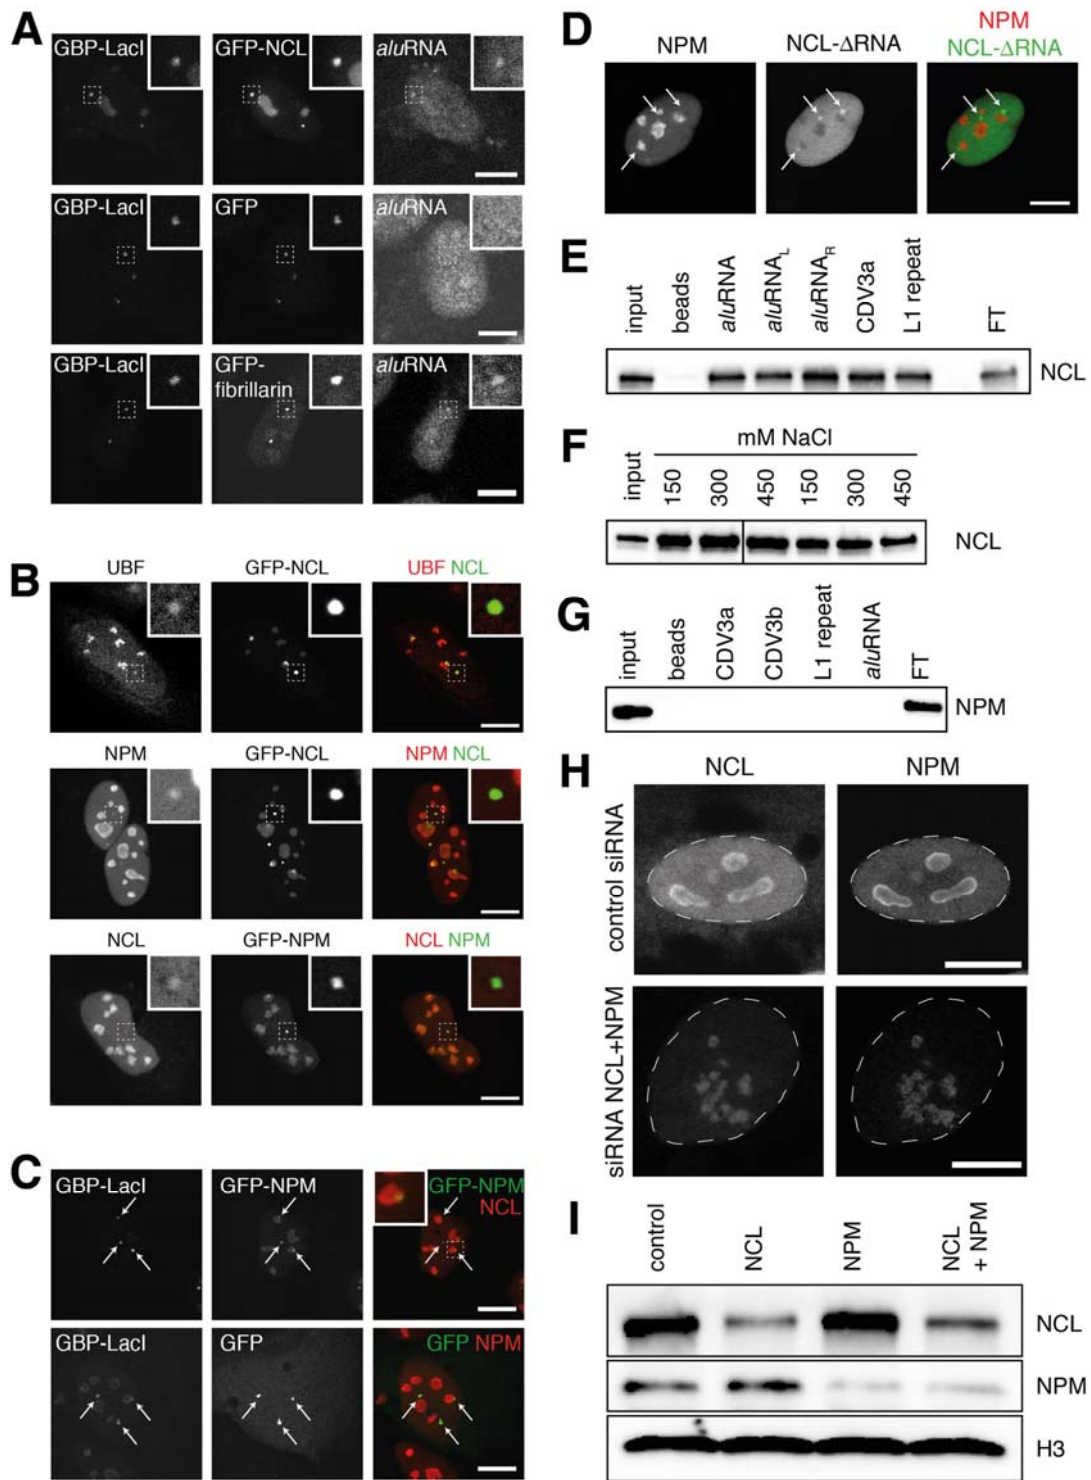 A
GBP-LacI GFP-NCL aluRNA
GBP-LacI GFP aluRNA
GBP-LacI GFP-fibrillarin aluRNA
B
UBF GFP-NCL UBF NCL
NPM GFP-NCL NPM NCL
NCL GFP-NPM NCL NPM
C
GBP-LacI GFP-NPM GFP-NPM
NCL
GBP-LacI GFP GFP NPM
D
NPM
NPM NCL-ΔRNA NCL-ΔRNA
E
input beads aluRNA aluRNA_L aluRNA_R CDV3a L1 repeat FT
NCL
F
mM NaCl
input 150 300 450 150 300 450
NCL
G
input beads CDV3a CDV3b L1 repeat aluRNA FT
NPM
H
NCL NPM
control siRNA
siRNA NCL+NPM
I
control NCL NPM NCL
+ NPM
NCL
NPM
H3